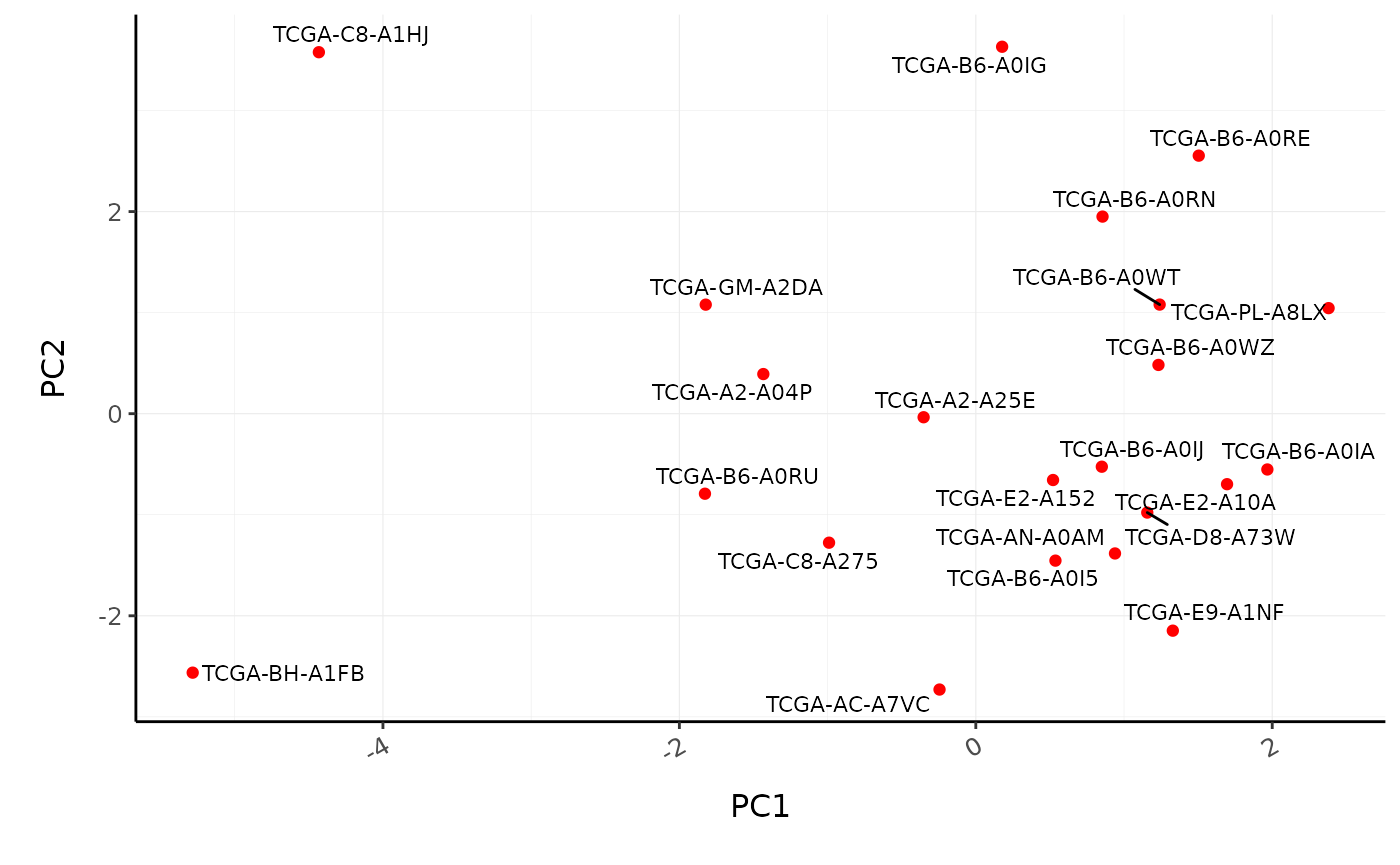 TCGA-C8-A1HJ
TCGA-B6-A0IG
TCGA-B6-A0RE
TCGA-B6-A0RN
2
TCGA-B6-A0WT
TCGA-GM-A2DA
TCGA-PL-A8LX
TCGA-B6-A0WZ
PC2
TCGA-A2-A04P
TCGA-A2-A25E
0
TCGA-B6-A0IJ
TCGA-B6-A0IA
TCGA-B6-A0RU
TCGA-E2-A152
TCGA-E2-A10A
TCGA-AN-A0AM
TCGA-D8-A73W
TCGA-C8-A275
TCGA-B6-A0I5
TCGA-E9-A1NF
-2
TCGA-BH-A1FB
TCGA-AC-A7VC
-4
-2
0
2
PC1